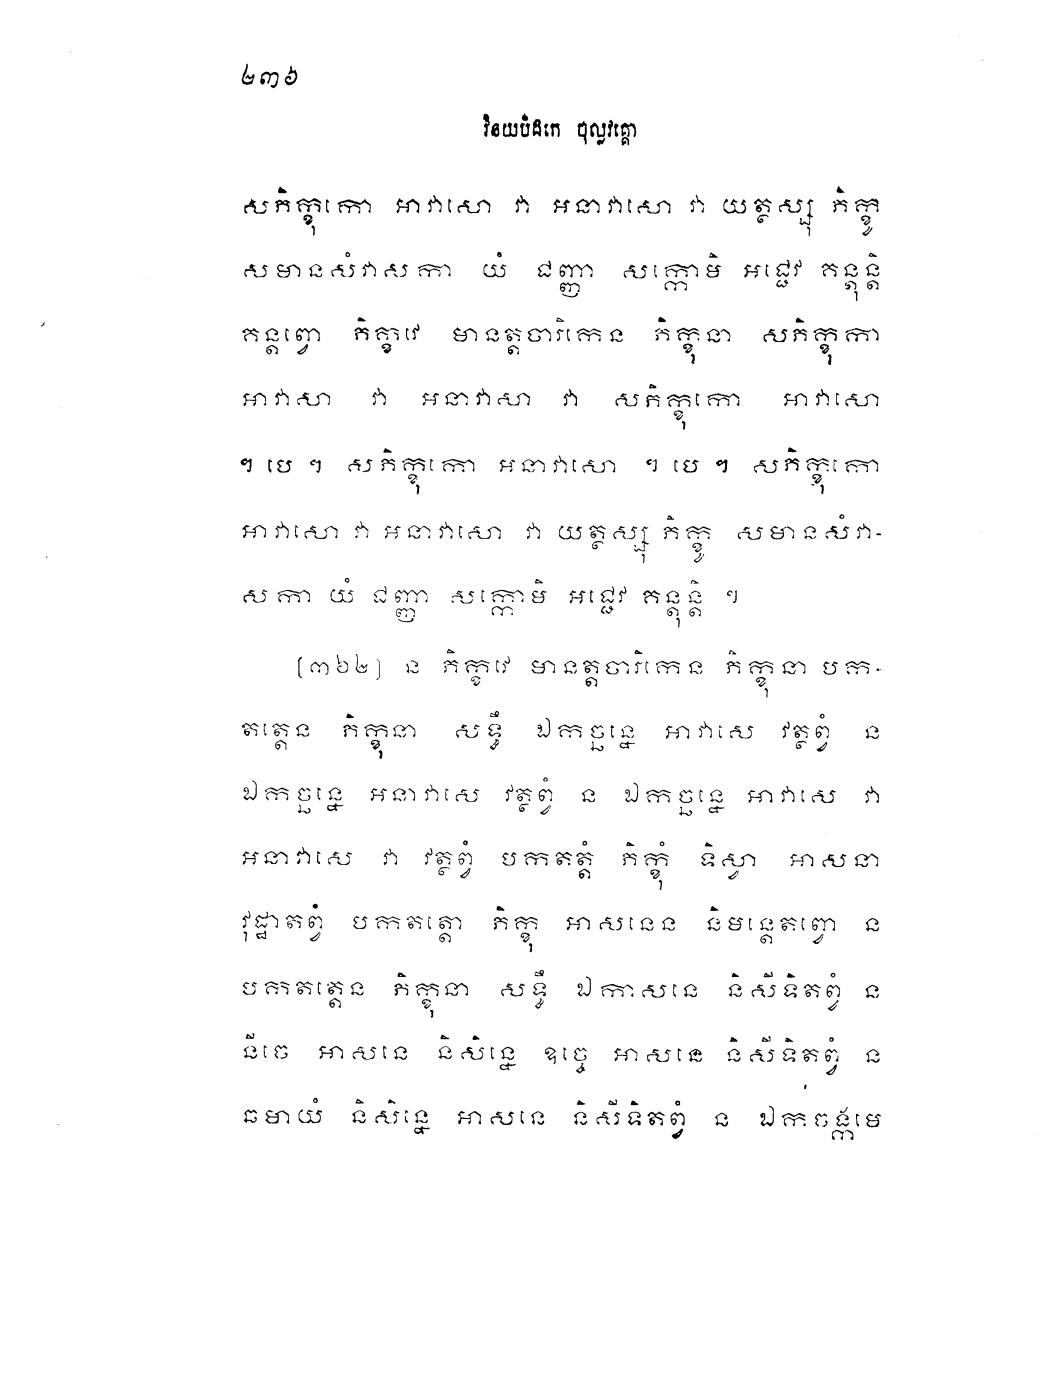 ២៣៦
វិនយបិដកេ ចុល្លវគ្គោ
សភិក្ខុកោ អាវាសោ វា អនាវាសោ វា យត្ថស្សុ ភិក្ខូ
សមានសំវាសកា យំ ជញ្ញា សក្កោមិ អជ្ជេវ គន្តុន្តិ
គន្តព្វោ ភិក្ខវេ មានត្តចារិកេន ភិក្ខុនា សភិក្ខុកា
អាវាសា វា អនាវាសា វា សភិក្ខុកោ អាវាសោ
។ បេ ។ សភិក្ខុកោ អនាវាសោ ។ បេ ។ សភិក្ខុកោ
អាវាសោ វា អនាវាសោ វា យត្ថស្សុ ភិក្ខូ សមានសំវា-
សកា យំ ជញ្ញា សក្កោមិ អជ្ជេវ គន្តុន្តិ ។
[៣៦២] ន ភិក្ខវេ មានត្តចារិកេន ភិក្ខុនា បក-
តត្តេន ភិក្ខុនា សទ្ធឹ ឯកច្ឆន្នេ អាវាសេ វត្ថព្វំ ន
ឯកច្ឆន្នេ អនាវាសេ វត្ថព្វំ ន ឯកច្ឆន្នេ អាវាសេ វា
អនាវាសេ វា វត្ថព្វំ បកតត្តំ ភិក្ខុំ ទិស្វា អាសនា
វុដ្ឋាតព្វំ បកតត្តោ ភិក្ខុ អាសនេន និមន្តេតព្វោ ន
បកតត្តេន ភិក្ខុនា សទ្ធឹ ឯកាសនេ និសីទិតព្វំ ន
នីចេ អាសនេ និសិន្នេ ឧច្ចេ អាសនេ និសីទិតព្វំ ន
ឆមាយំ និសិន្នេ អាសនេ និសីទិតព្វំ ន ឯកចង្កមេ